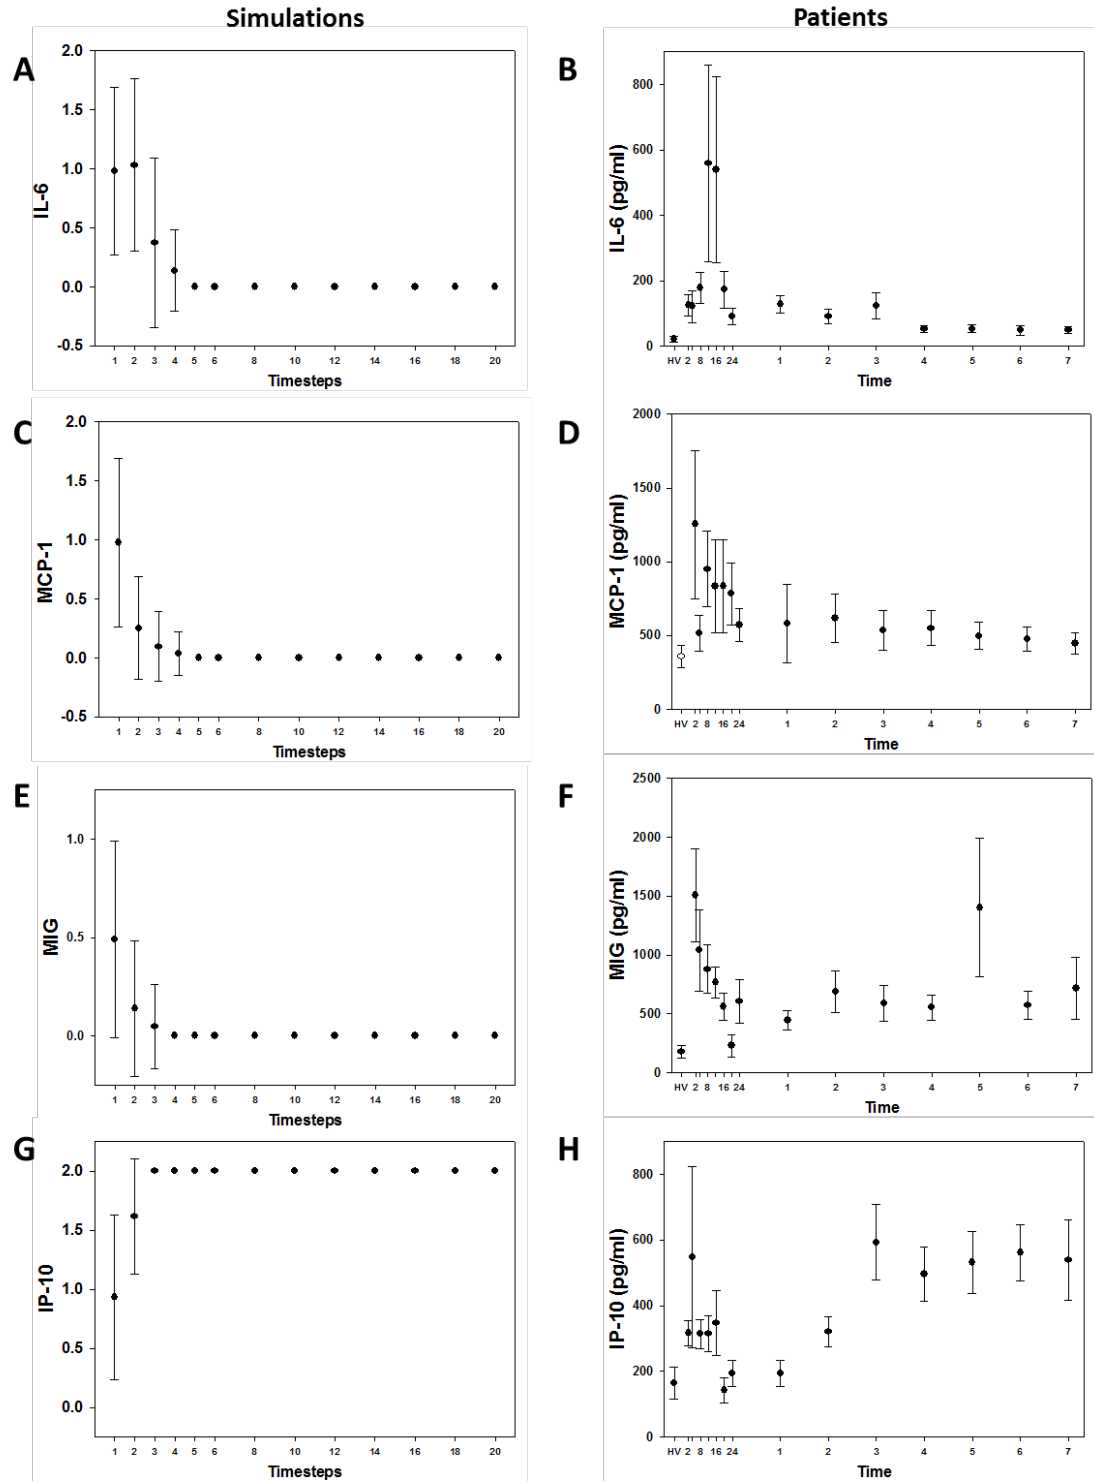 Simulations
Patients
A
2.0
1.5
1.0
0.5
0.0
-0.5
IL-6
1 2 3 4 5 6 8 10 12 14 16 18 20
Timesteps
B
800
600
400
200
0
IL-6 (pg/ml)
HV 2 8 16 24 1 2 3 4 5 6 7
Time
C
2.0
1.5
1.0
0.5
0.0
-0.5
MCP-1
1 2 3 4 5 6 8 10 12 14 16 18 20
Timesteps
D
2000
1500
1000
500
0
MCP-1 (pg/ml)
HV 2 8 16 24 1 2 3 4 5 6 7
Time
E
1.0
0.5
0.0
MIG
1 2 3 4 5 6 8 10 12 14 16 18 20
Timesteps
F
2500
2000
1500
1000
500
0
MIG (pg/ml)
HV 2 8 16 24 1 2 3 4 5 6 7
Time
G
2.0
1.5
1.0
0.5
0.0
IP-10
1 2 3 4 5 6 8 10 12 14 16 18 20
Timesteps
H
800
600
400
200
0
IP-10 (pg/ml)
HV 2 8 16 24 1 2 3 4 5 6 7
Time